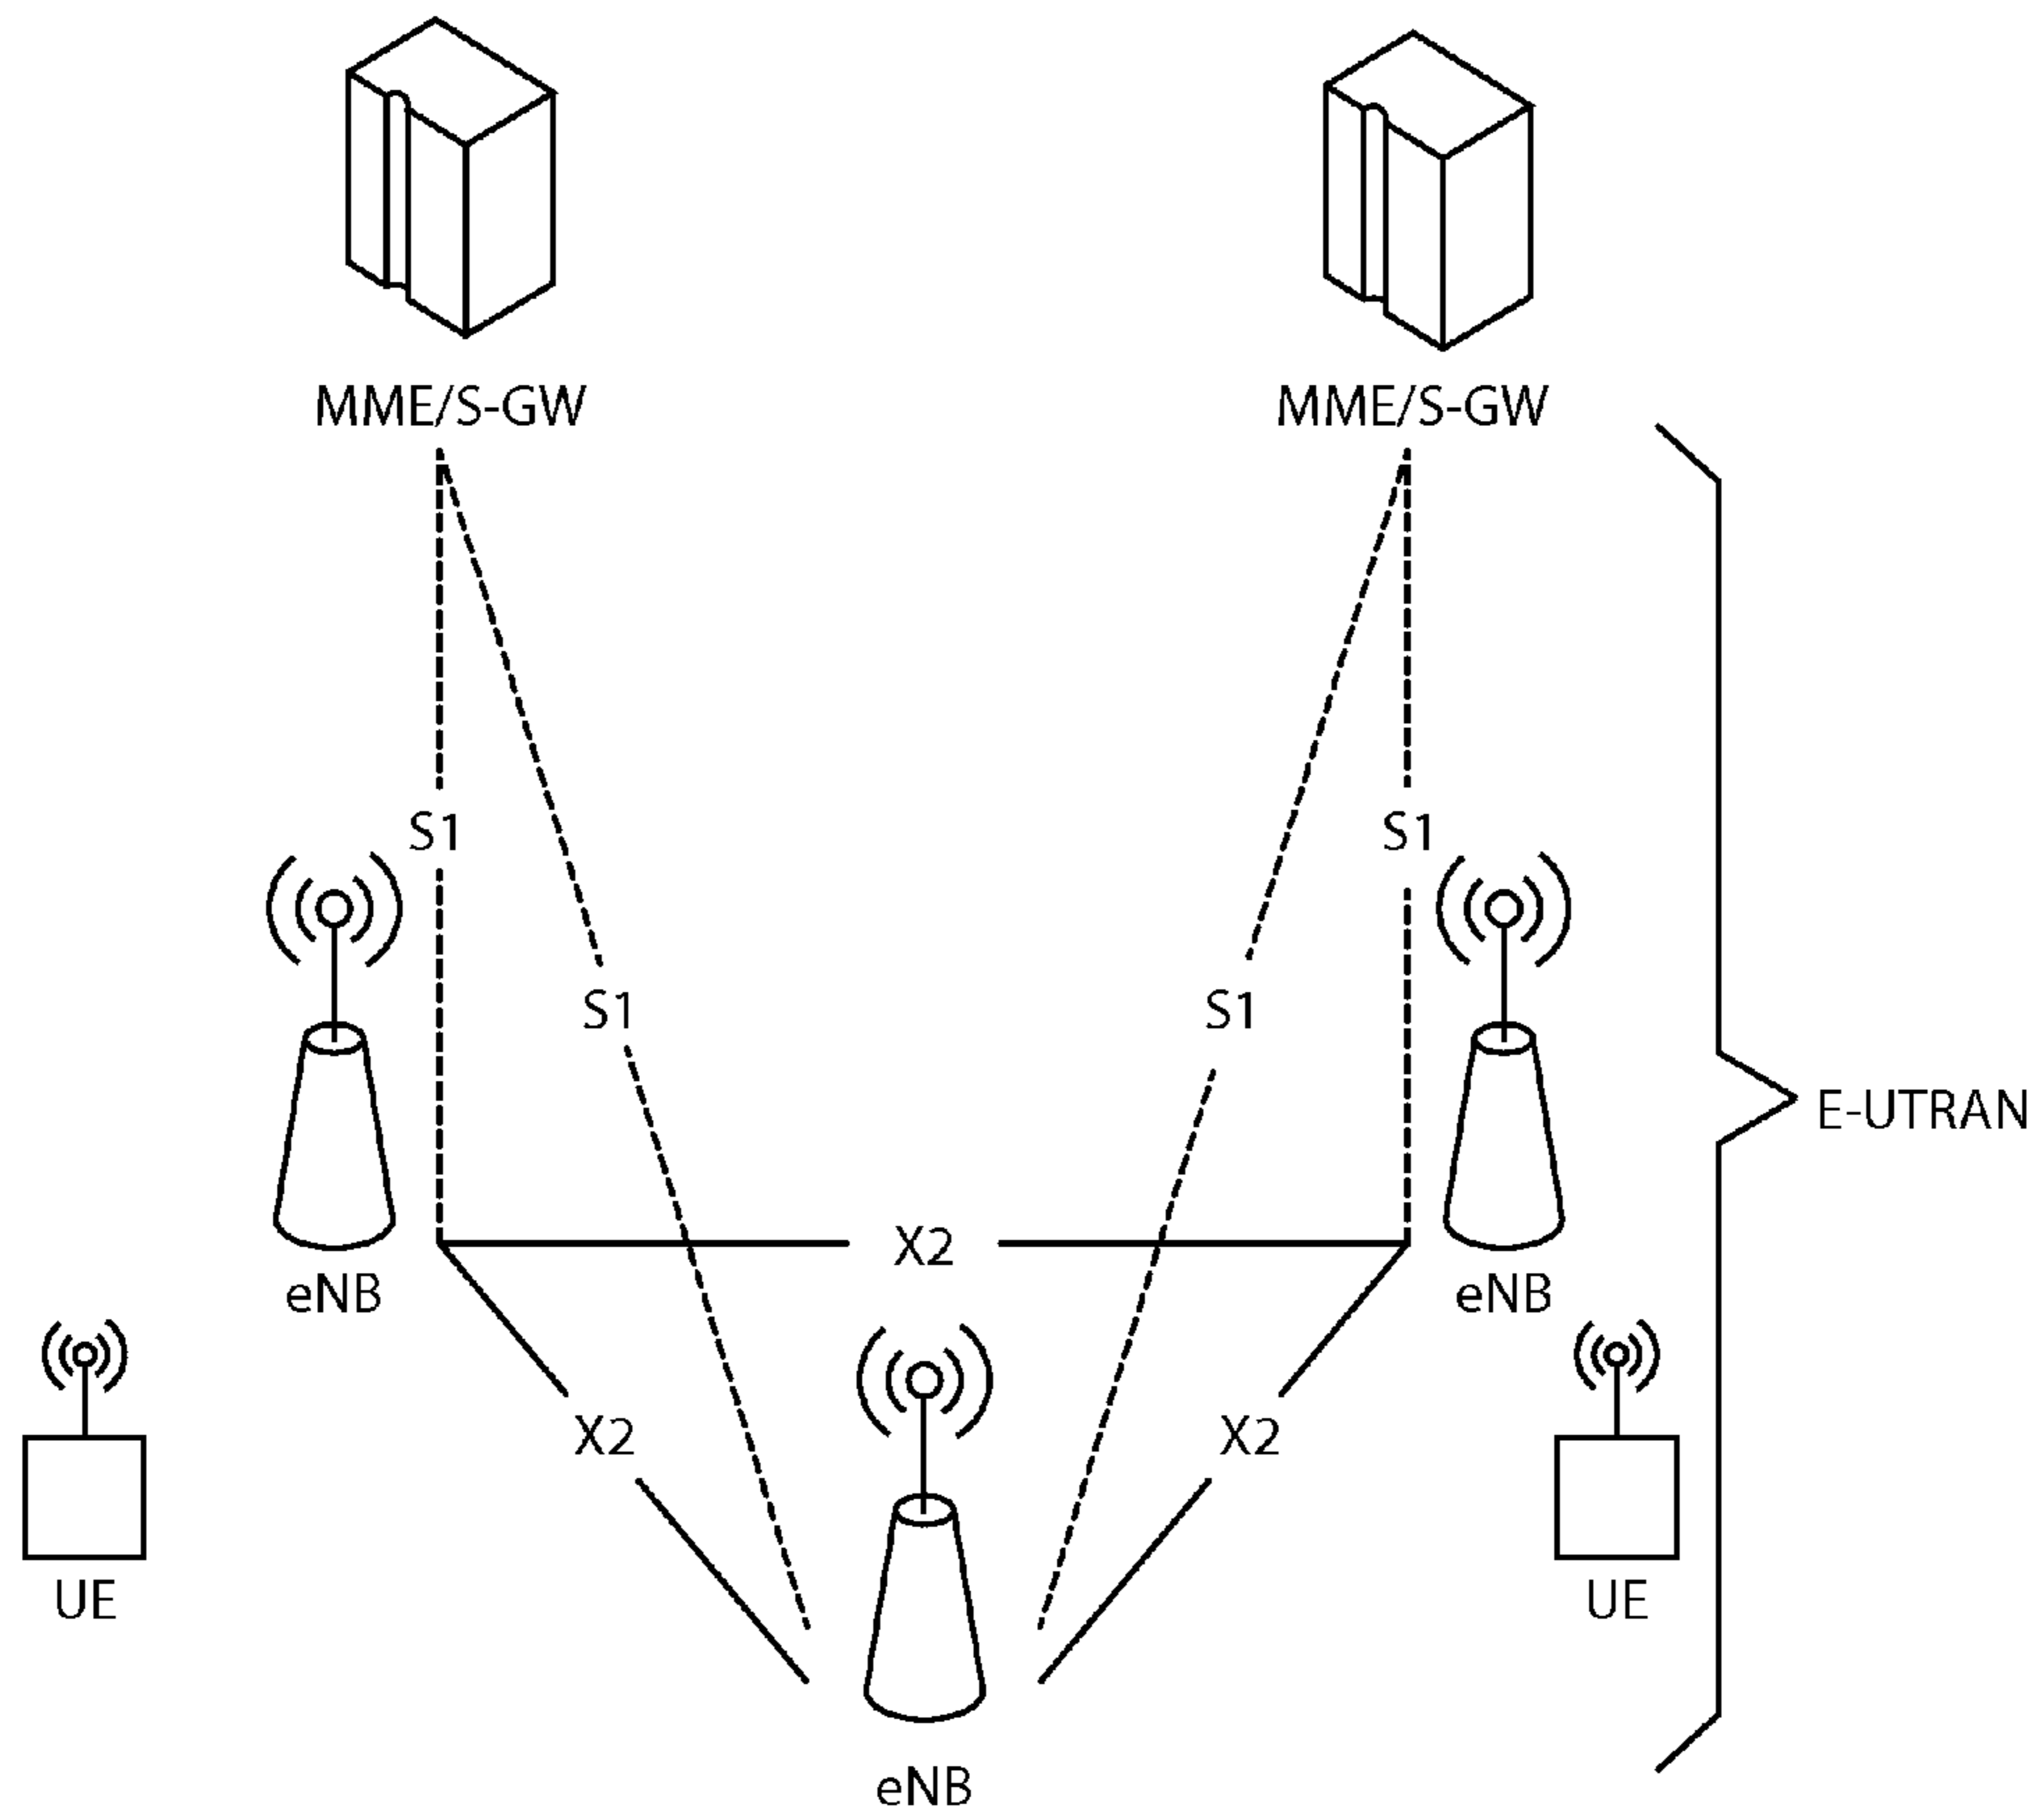 MME/S-GW
MME/S-GW
S1
S1
S1
S1
E-UTRAN
X2
eNB
eNB
X2
X2
UE
UE
eNB